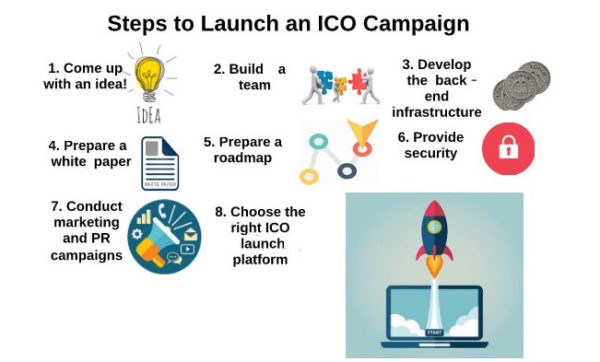 Steps to Launch an ICO Campaign
1. Come up
with an idea!
IDEA
2. Build a
team
3. Develop
the back -
end
infrastructure
4. Prepare a
white paper
WHITE PAPER
5. Prepare a
roadmap
6. Provide
security
7. Conduct
marketing
and PR
campaigns
8. Choose the
right ICO
launch
platform
START